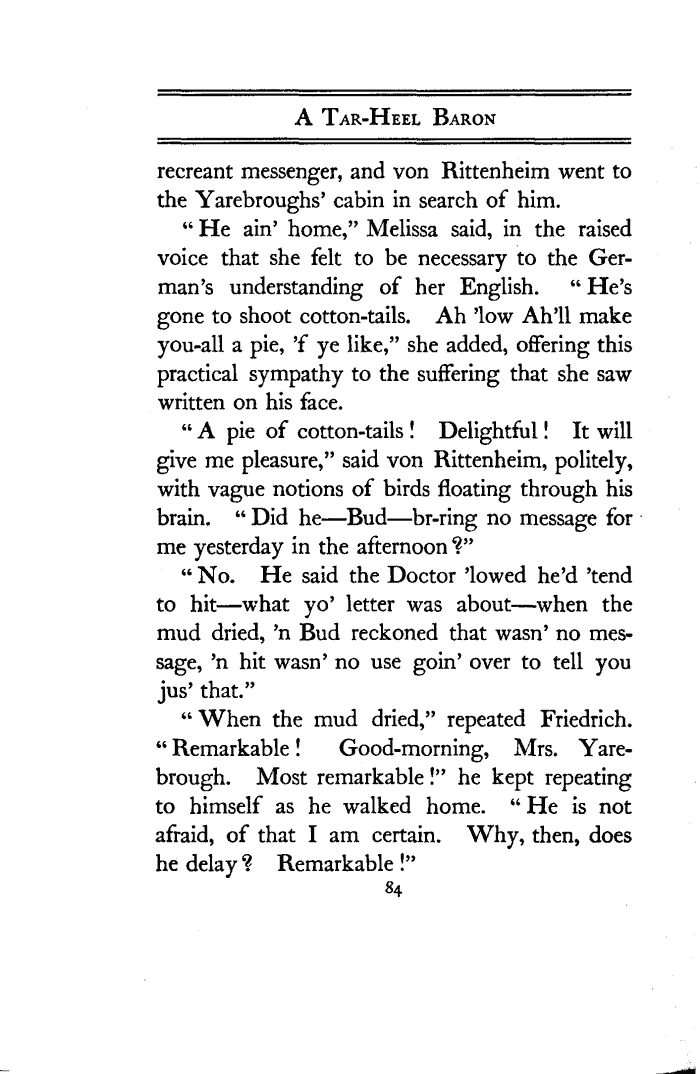 A Tar-Heel Baron
recreant messenger, and von Rittenheim went to
the Yarebroughs’ cabin in search of him.
“He ain’ home,” Melissa said, in the raised
voice that she felt to be necessary to the Ger-
man’s understanding of her English. “He’s
gone to shoot cotton-tails. Ah ’low Ah’ll make
you-all a pie, ’f ye like,” she added, offering this
practical sympathy to the suffering that she saw
written on his face.
“A pie of cotton-tails! Delightful! It will
give me pleasure,” said von Rittenheim, politely,
with vague notions of birds floating through his
brain. “Did he—Bud—br-ring no message for
me yesterday in the afternoon?”
“No. He said the Doctor ’lowed he’d ’tend
to hit—what yo’ letter was about—when the
mud dried, ’n Bud reckoned that wasn’ no mes-
sage, ’n hit wasn’ no use goin’ over to tell you
jus’ that.”
“When the mud dried,” repeated Friedrich.
“Remarkable! Good-morning, Mrs. Yare-
brough. Most remarkable!” he kept repeating
to himself as he walked home. “He is not
afraid, of that I am certain. Why, then, does
he delay? Remarkable!”
84